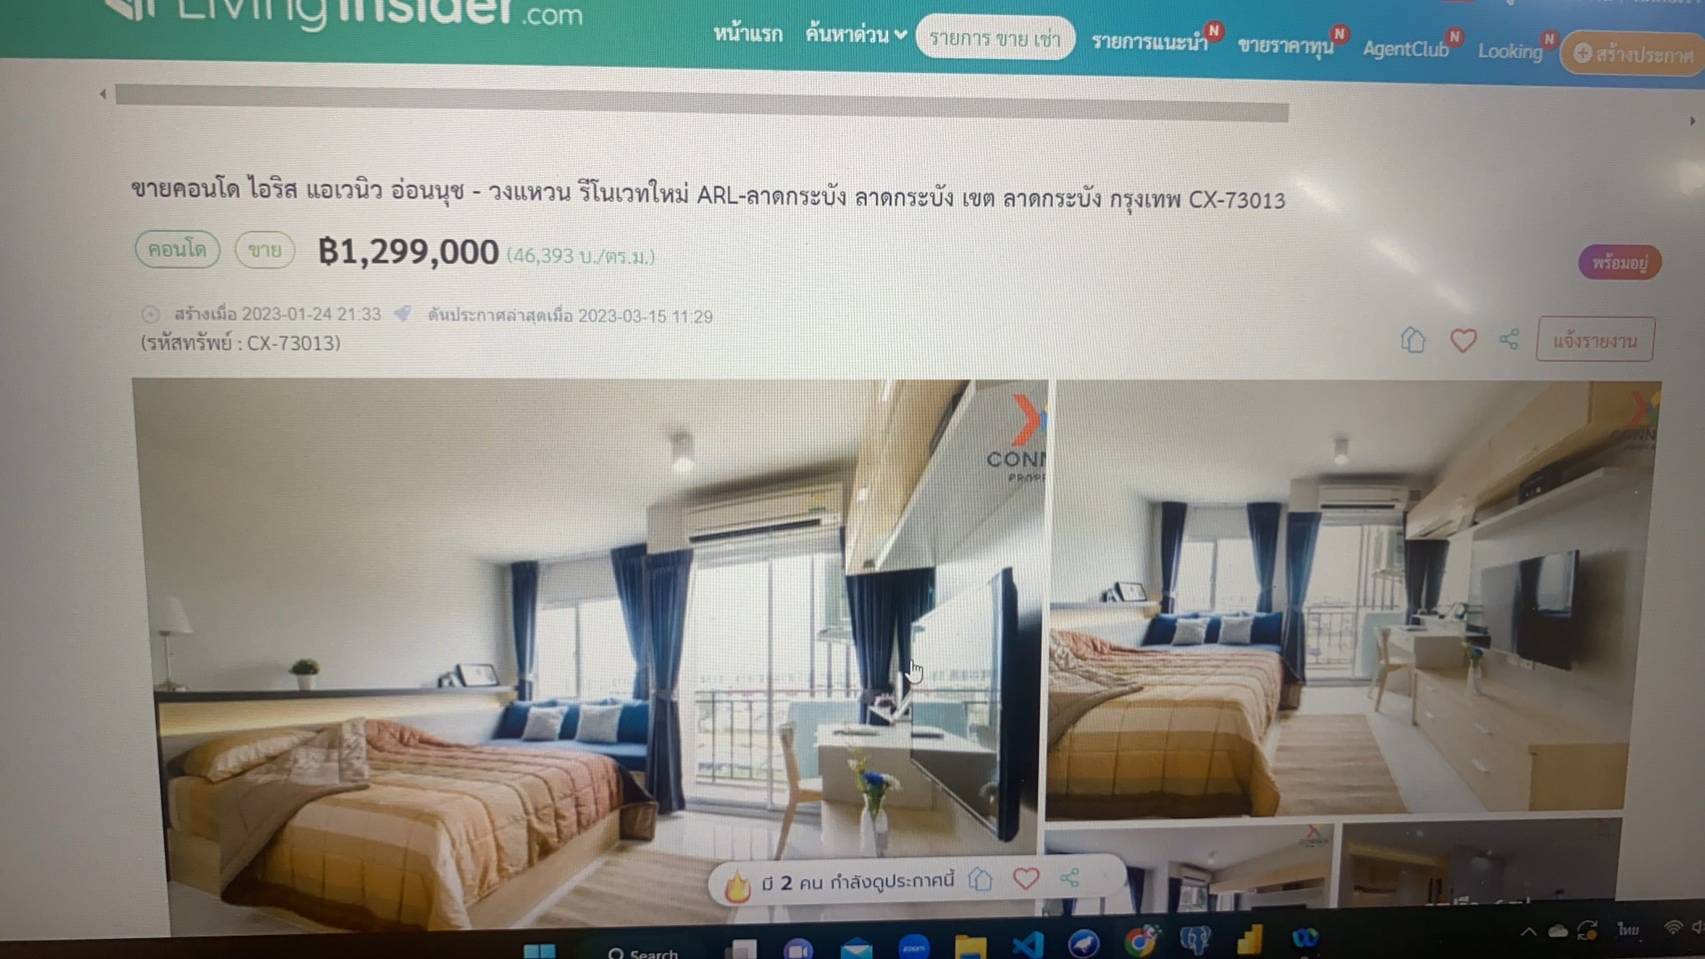 LivingInsider.com
หน้าแรก ค้นหาด่วน รายการ ขาย เช่า รายการแนะนำ N ขายราคาทุน N AgentClub N Looking N สร้างประกาศ
ขายคอนโด ไอริส แอเวนิว อ่อนนุช - วงแหวน รีโนเวทใหม่ ARL-ลาดกระบัง ลาดกระบัง เขต ลาดกระบัง กรุงเทพ CX-73013
คอนโด ขาย ฿1,299,000 (46,393 บ./ตร.ม.)
พร้อมอยู่
สร้างเมื่อ 2023-01-24 21:33 ดันประกาศล่าสุดเมื่อ 2023-03-15 11:29
(รหัสทรัพย์ : CX-73013)
แจ้งรายงาน
CONN
PROP
มี 2 คน กำลังดูประกาศนี้
Search
zoom
ไทย